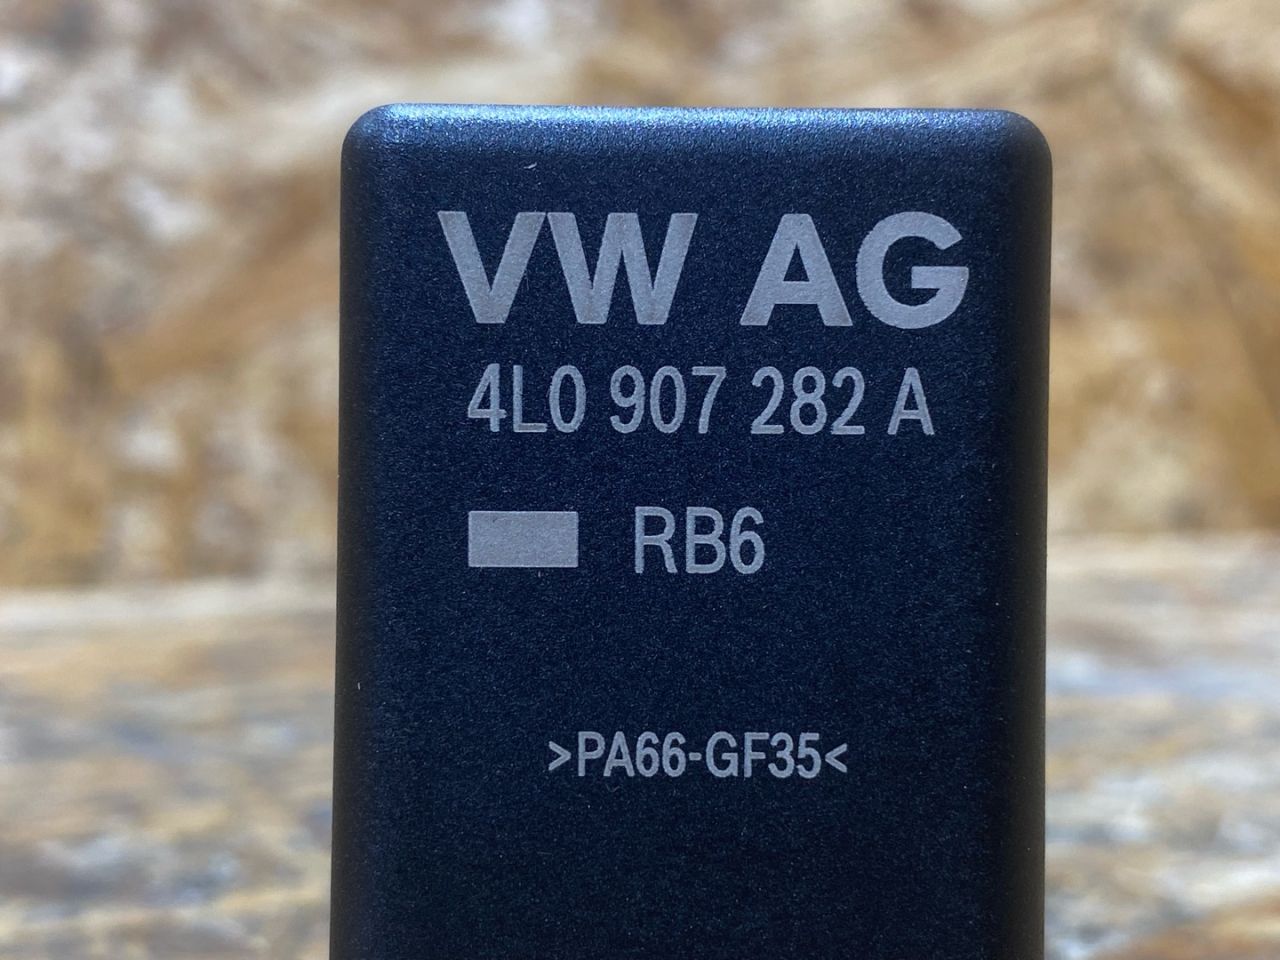 VW AG
4L0 907 282 A
RB6
>PA66-GF35<